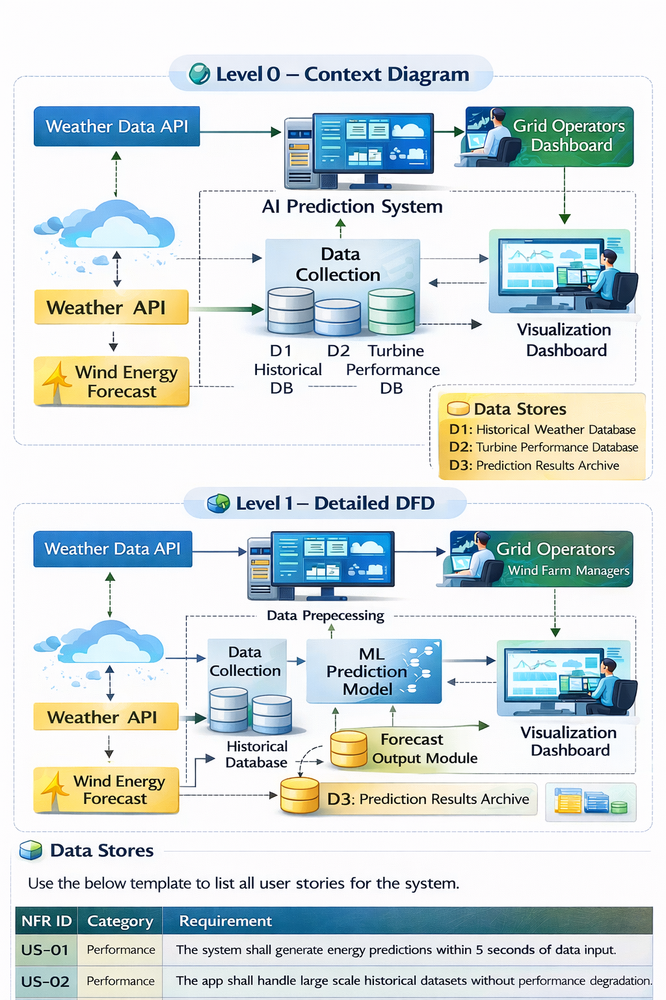 Level 0 – Context Diagram
Weather Data API
Grid Operators
Dashboard
AI Prediction System
Data
Collection
Weather API
Visualization
Dashboard
D1 D2 Turbine
Historical Performance
DB DB
Wind Energy
Forecast
Data Stores
D1: Historical Weather Database
D2: Turbine Performance Database
D3: Prediction Results Archive
Level 1 – Detailed DFD
Weather Data API
Grid Operators
Wind Farm Managers
Data Prepecessing
Data
Collection
ML
Prediction
Model
Weather API
Visualization
Dashboard
Historical
Database
Forecast
Output Module
Wind Energy
Forecast
D3: Prediction Results Archive
Data Stores
Use the below template to list all user stories for the system.
NFR ID Category Requirement
US-01 Performance The system shall generate energy predictions within 5 seconds of data input.
US-02 Performance The app shall handle large scale historical datasets without performance degradation.